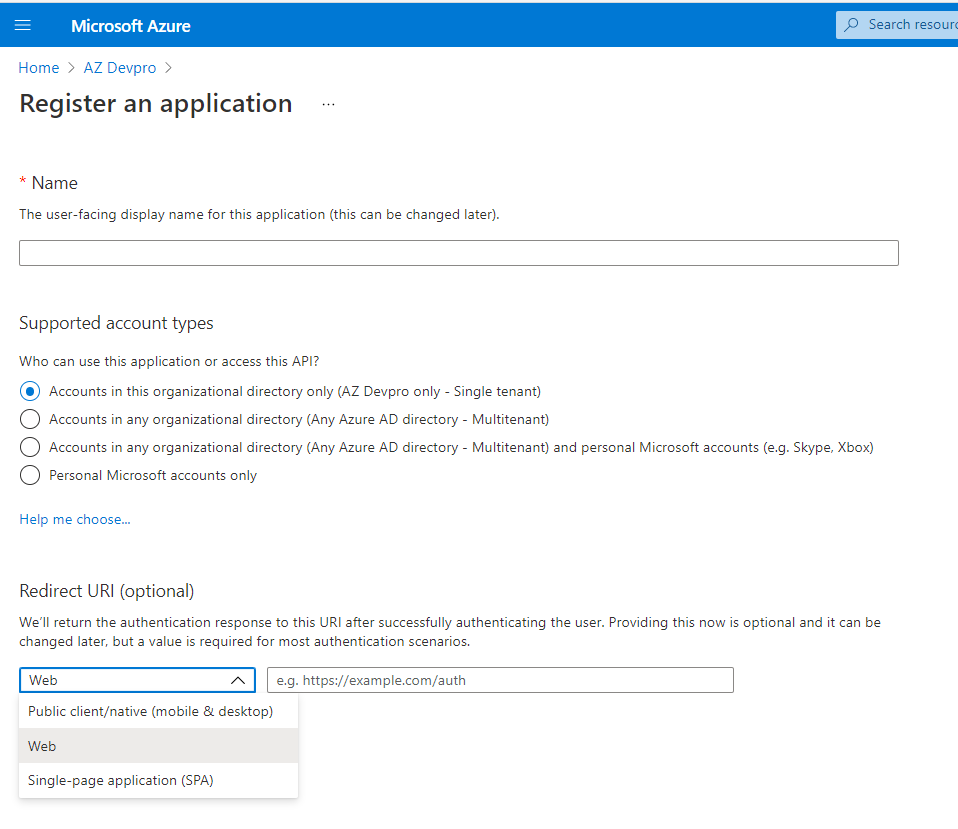 Microsoft Azure
Search resourc
Home > AZ Devpro >
Register an application ...
* Name
The user-facing display name for this application (this can be changed later).
Supported account types
Who can use this application or access this API?
Accounts in this organizational directory only (AZ Devpro only - Single tenant)
Accounts in any organizational directory (Any Azure AD directory - Multitenant)
Accounts in any organizational directory (Any Azure AD directory - Multitenant) and personal Microsoft accounts (e.g. Skype, Xbox)
Personal Microsoft accounts only
Help me choose...
Redirect URI (optional)
We'll return the authentication response to this URI after successfully authenticating the user. Providing this now is optional and it can be
changed later, but a value is required for most authentication scenarios.
Web
e.g. https://example.com/auth
Public client/native (mobile & desktop)
Web
Single-page application (SPA)